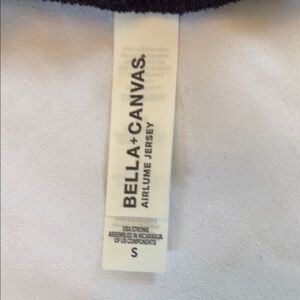 BELLA+CANVAS.
AIRLUME JERSEY
USA STRONG
ASSEMBLED IN NICARAGUA
OF US COMPONENTS
S